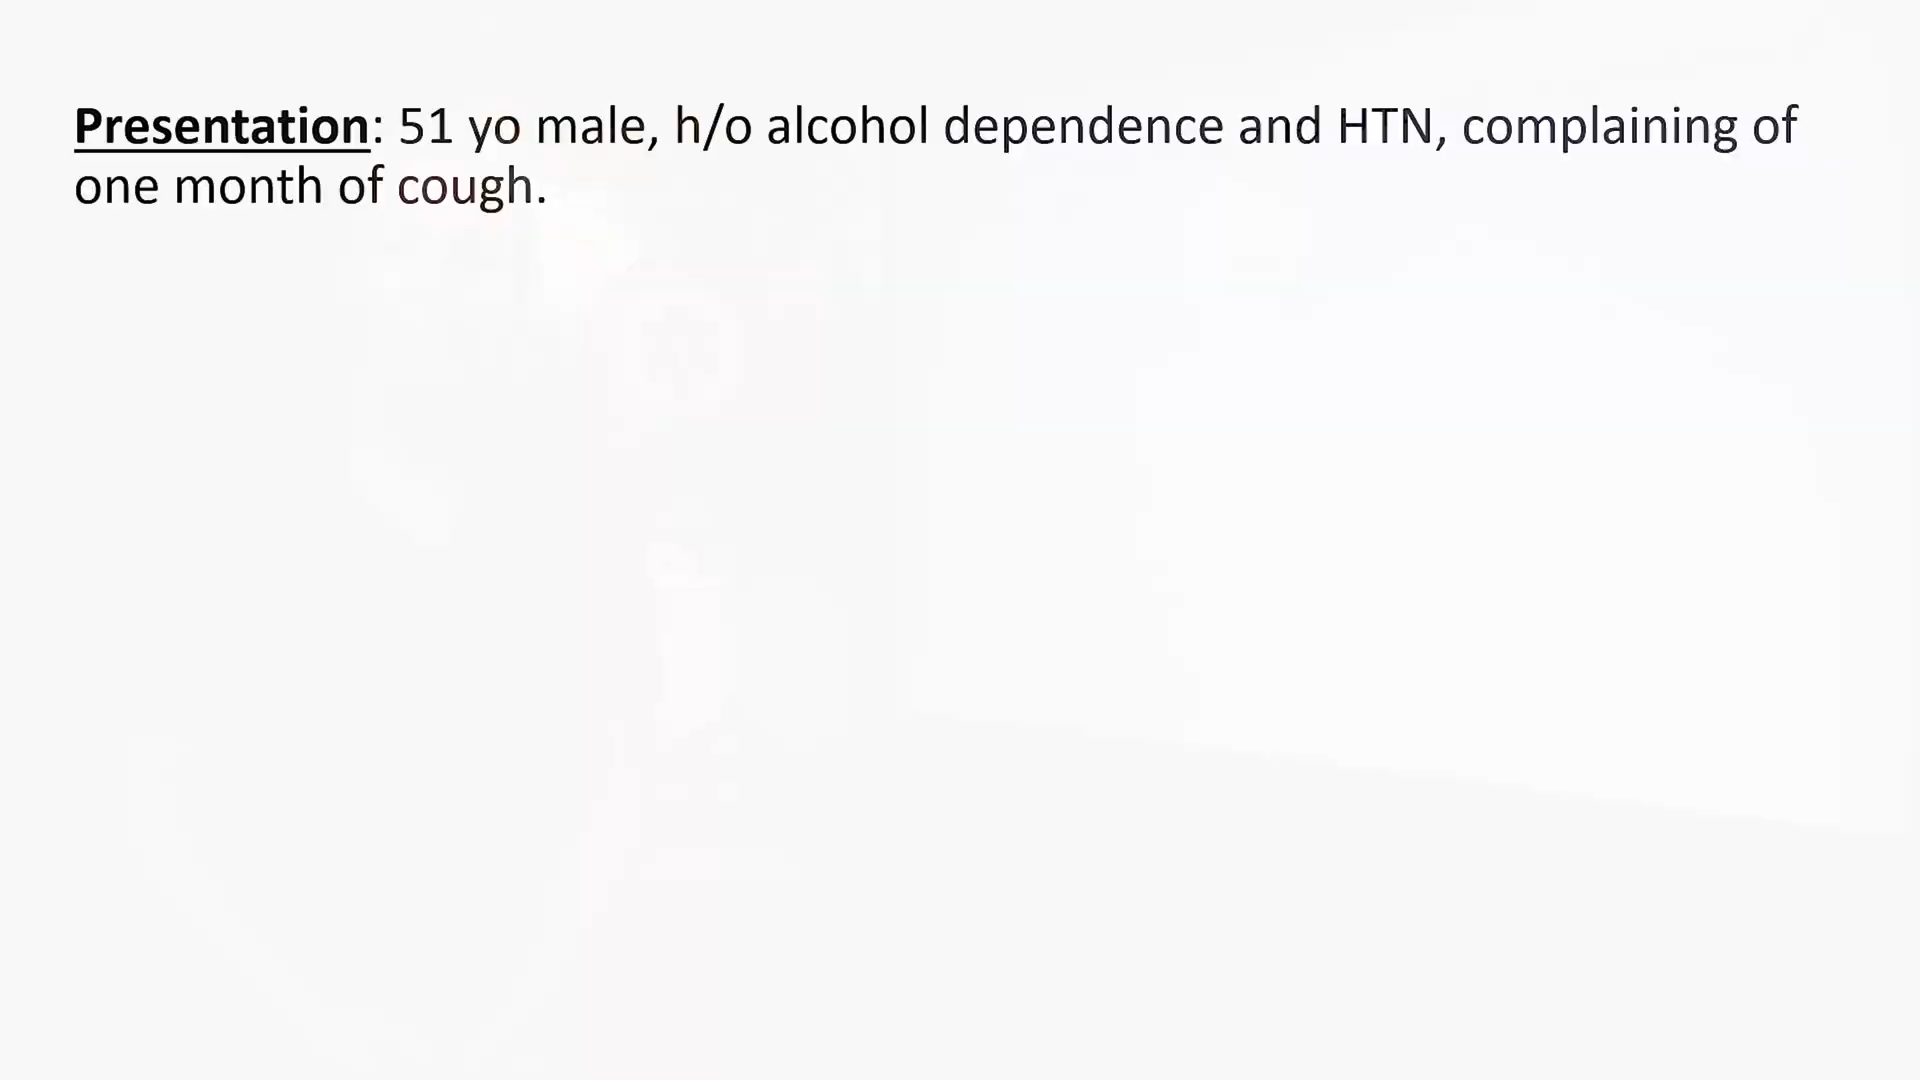 Presentation: 51 yo male, h/o alcohol dependence and HTN, complaining of
one month of cough.